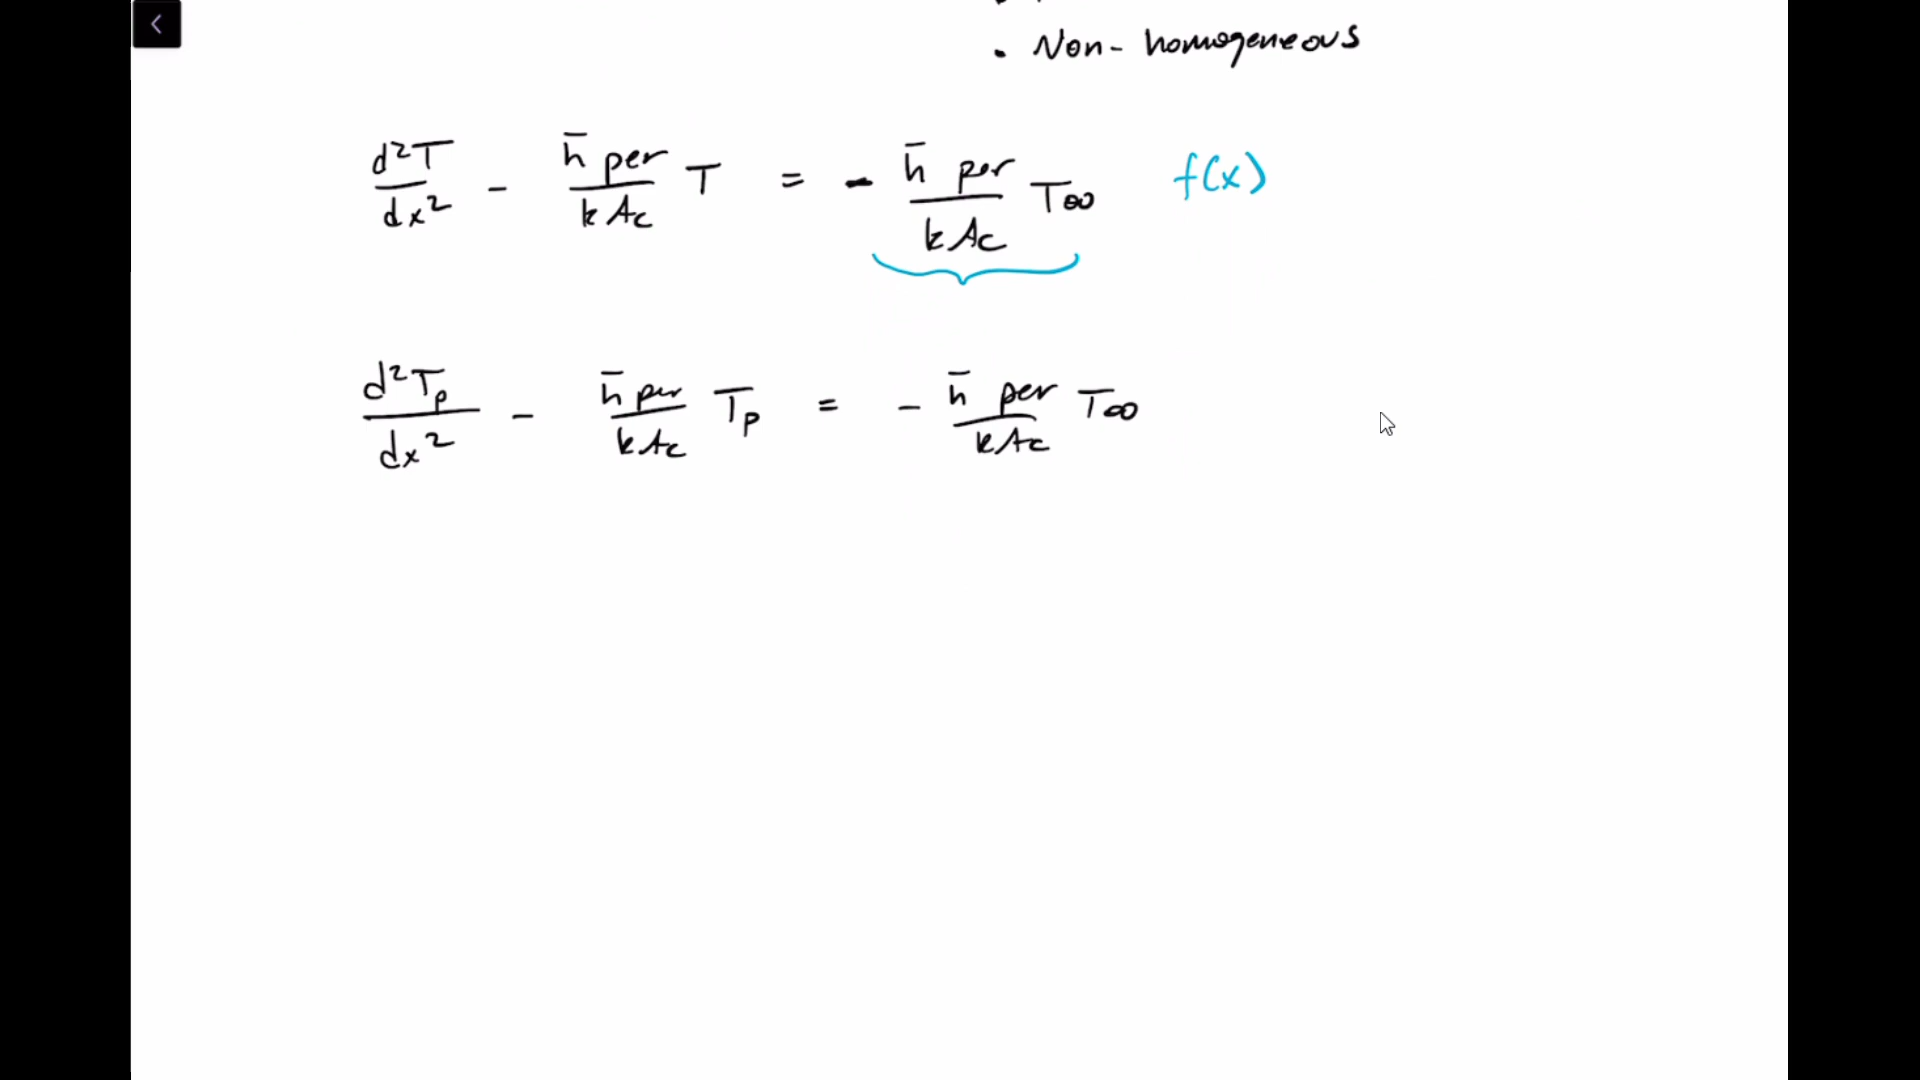 • Non-homogeneous
d²T/dx² - h̄ per/kAc T = - h̄ per/kAc T∞ f(x)
d²Tp/dx² - h̄ per/kAc Tp = - h̄ per/kAc T∞